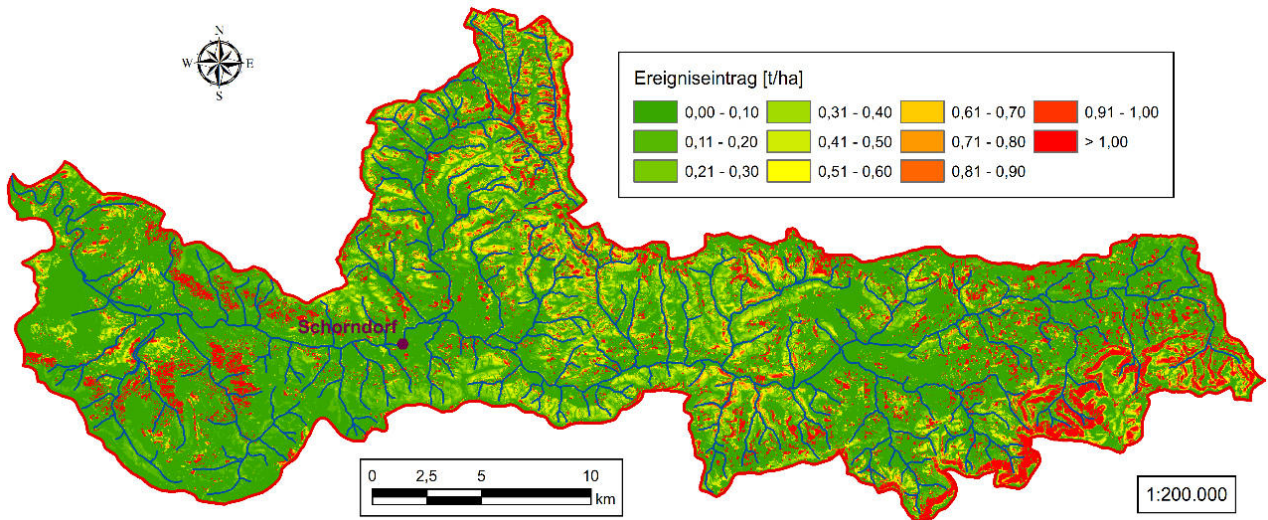 N
W E
S
Ereigniseintrag [t/ha]
0,00 - 0,10 0,31 - 0,40 0,61 - 0,70 0,91 - 1,00
0,11 - 0,20 0,41 - 0,50 0,71 - 0,80 > 1,00
0,21 - 0,30 0,51 - 0,60 0,81 - 0,90
Schorndorf
0 2,5 5 10
km
1:200.000